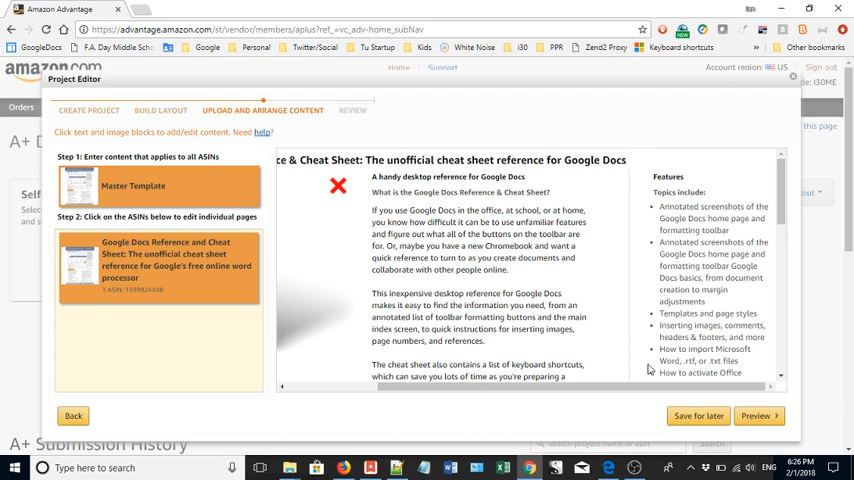 Amazon Advantage
https://advantage.amazon.com/st/vendor/members/aplus?ref_=vc_adv-home_subNav
GoogleDocs
F.A. Day Middle Scho
Google
Personal
Twitter/Social
Tu Startup
Kids
White Noise
i30
PPR
Zend2 Proxy
Keyboard shortcuts
Other bookmarks
amazon.com
Home
Support
Account region:
US
Sign out
Project Editor
Orders
CREATE PROJECT
BUILD LAYOUT
UPLOAD AND ARRANGE CONTENT
REVIEW
this page
Click text and image blocks to add/edit content. Need help?
A+
Step 1: Enter content that applies to all ASINs
Master Template
Step 2: Click on the ASINs below to edit individual pages
Google Docs Reference and Cheat
Sheet: The unofficial cheat sheet
reference for Google's free online word
processor
1 ASIN: 1939924448
ce & Cheat Sheet: The unofficial cheat sheet reference for Google Docs
A handy desktop reference for Google Docs
What is the Google Docs Reference & Cheat Sheet?
If you use Google Docs in the office, at school, or at home,
you know how difficult it can be to use unfamiliar features
and figure out what all of the buttons on the toolbar are
for. Or, maybe you have a new Chromebook and want a
quick reference to turn to as you create documents and
collaborate with other people online.
This inexpensive desktop reference for Google Docs
makes it easy to find the information you need, from an
annotated list of toolbar formatting buttons and the main
index screen, to quick instructions for inserting images,
page numbers, and references.
The cheat sheet also contains a list of keyboard shortcuts,
which can save you lots of time as you're preparing a
Features
Topics include:
Annotated screenshots of the
Google Docs home page and
formatting toolbar
Annotated screenshots of the
Google Docs home page and
formatting toolbar Google
Docs basics, from document
creation to margin
adjustments
Templates and page styles
Inserting images, comments,
headers & footers, and more
How to import Microsoft
Word, .rtf, or .txt files
How to activate Office
Back
Save for later
Preview
A+ Submission History
Search project name or asin
Search
Type here to search
ENG
6:26 PM
2/1/2018